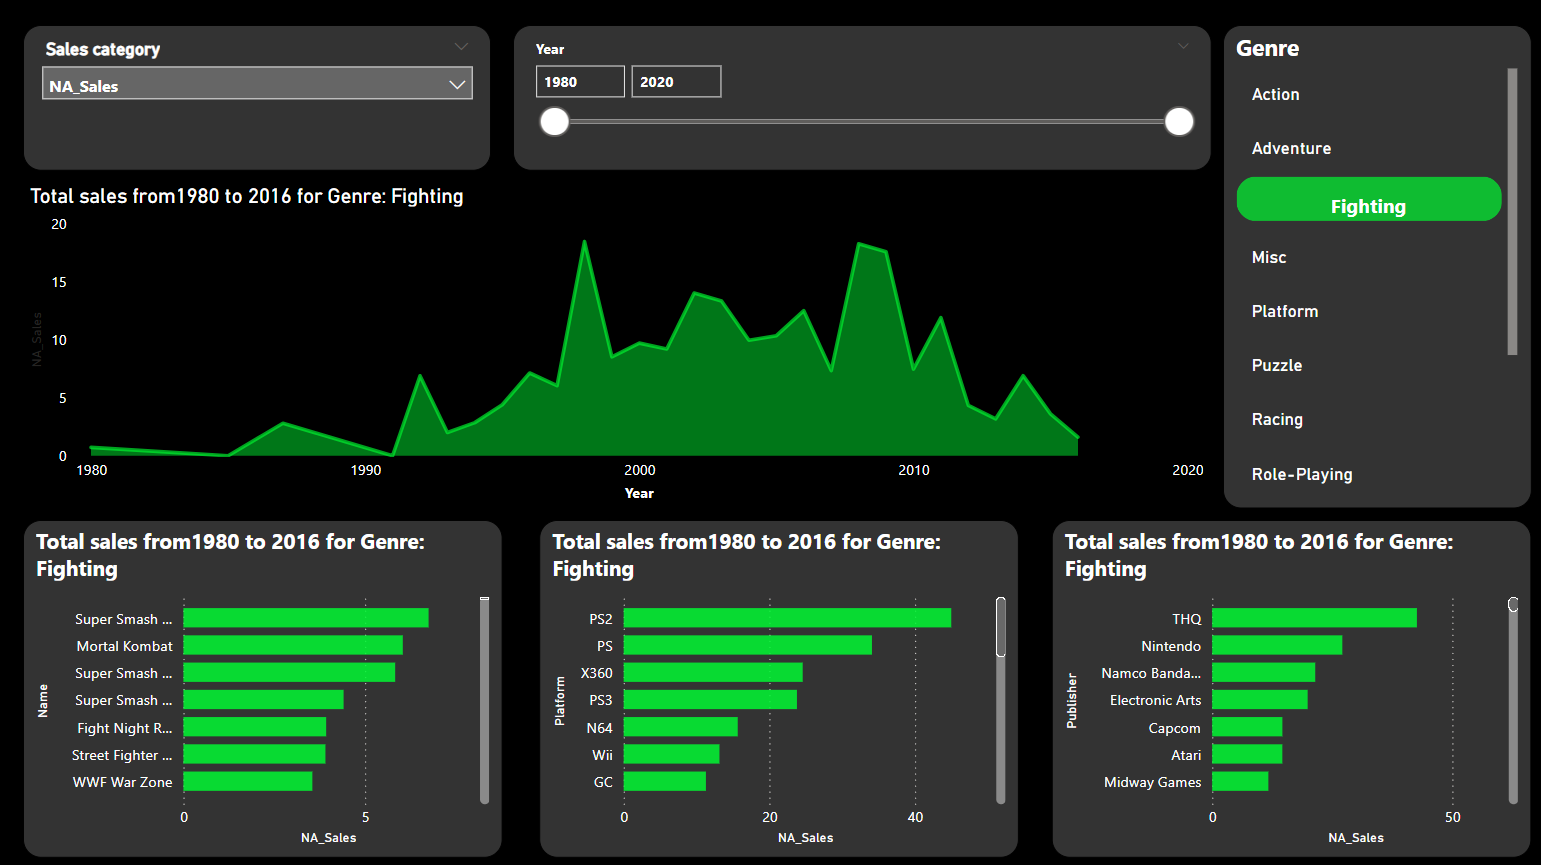 Sales category
NA_Sales
Year
1980
2020
Genre
Action
Adventure
Fighting
Misc
Platform
Puzzle
Racing
Role-Playing
Total sales from1980 to 2016 for Genre: Fighting
NA_Sales
20
15
10
5
0
1980
1990
2000
2010
2020
Year
Total sales from1980 to 2016 for Genre:
Fighting
Name
Super Smash ...
Mortal Kombat
Super Smash ...
Super Smash ...
Fight Night R...
Street Fighter ...
WWF War Zone
0
5
NA_Sales
Total sales from1980 to 2016 for Genre:
Fighting
Platform
PS2
PS
X360
PS3
N64
Wii
GC
0
20
40
NA_Sales
Total sales from1980 to 2016 for Genre:
Fighting
Publisher
THQ
Nintendo
Namco Banda...
Electronic Arts
Capcom
Atari
Midway Games
0
50
NA_Sales